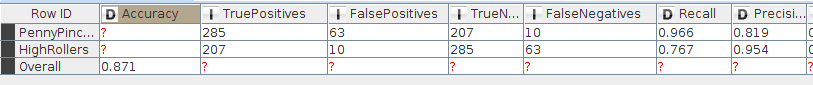 Row ID D Accuracy I TruePositives I FalsePositives I TrueN... I FalseNegatives D Recall D Precisi...
PennyPinc... ? 285 63 207 10 0.966 0.819
HighRollers ? 207 10 285 63 0.767 0.954
Overall 0.871 ? ? ? ? ? ?